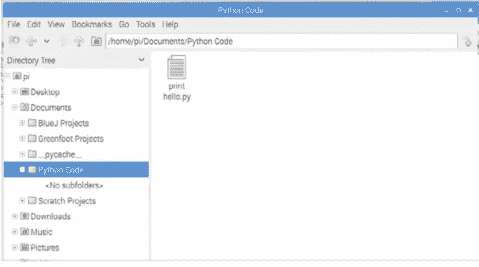 Python Code
File Edit View Bookmarks Go Tools Help
/home/pi/Documents/Python Code
Directory Tree
pi
Desktop
Documents
BlueJ Projects
Greenfoot Projects
__pycache__
Python Code
<No subfolders>
Scratch Projects
Downloads
Music
Pictures
print
hello.py